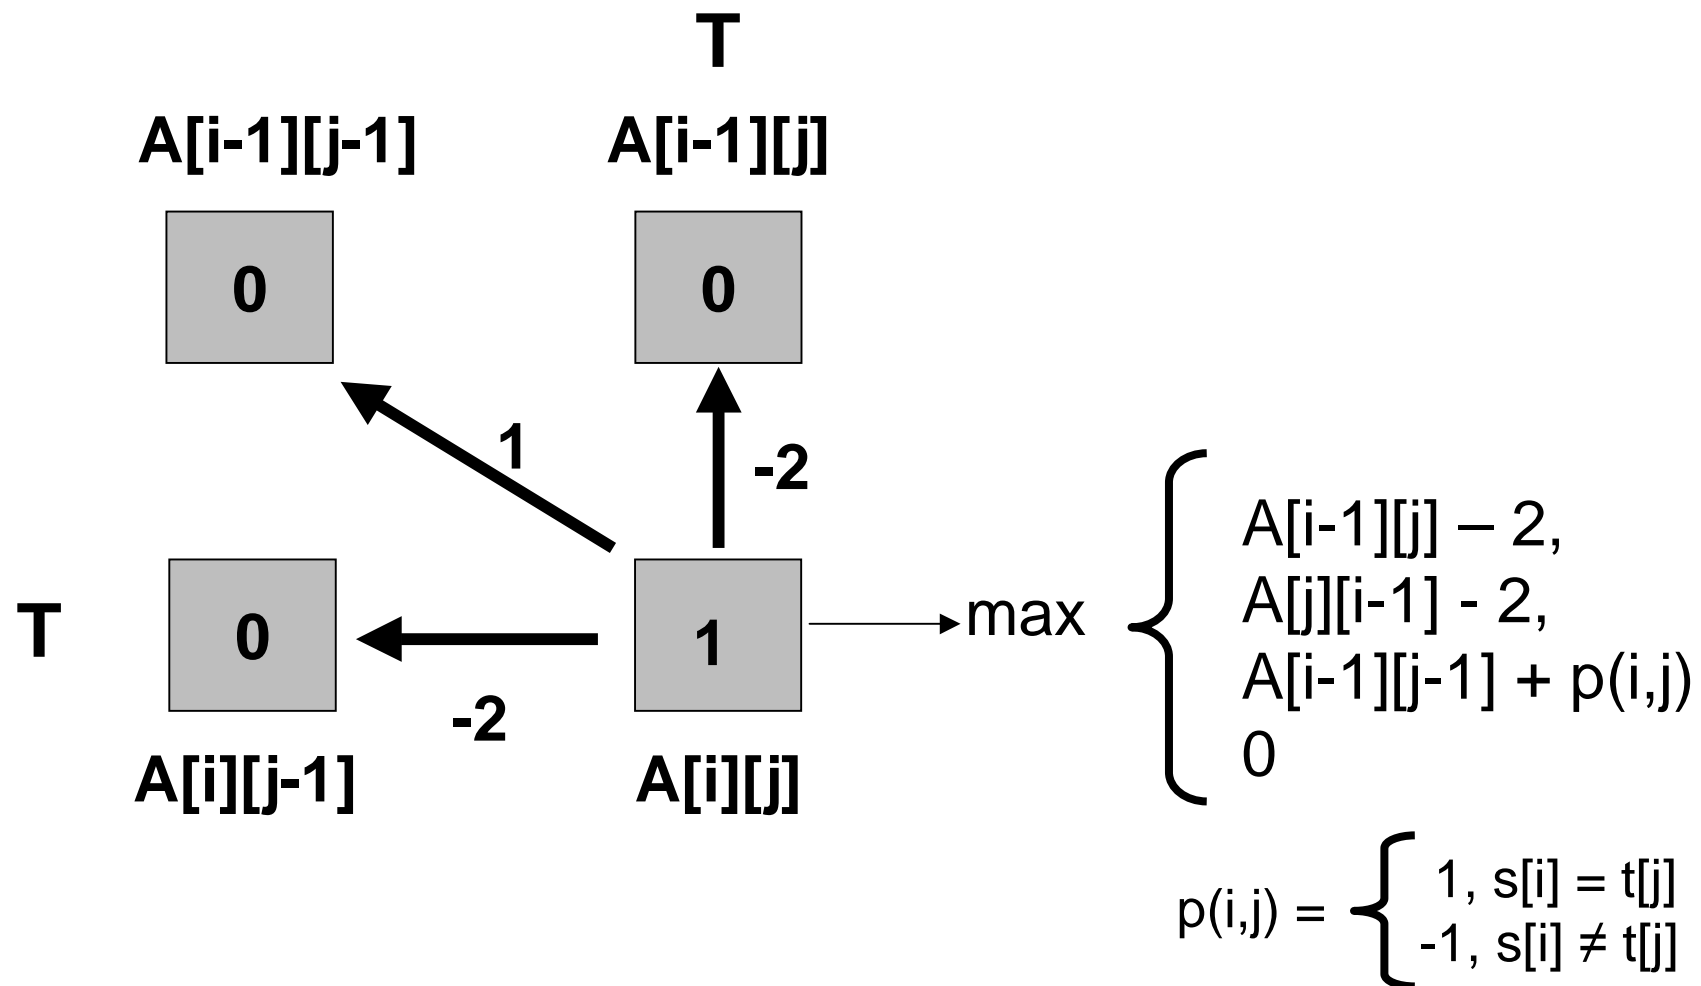 T
A[i-1][j-1] A[i-1][j]
0 0
1
-2
T 0 1 max
-2
A[i][j-1] A[i][j]
A[i-1][j] – 2,
A[j][i-1] - 2,
A[i-1][j-1] + p(i,j)
0
p(i,j) =
1, s[i] = t[j]
-1, s[i] ≠ t[j]